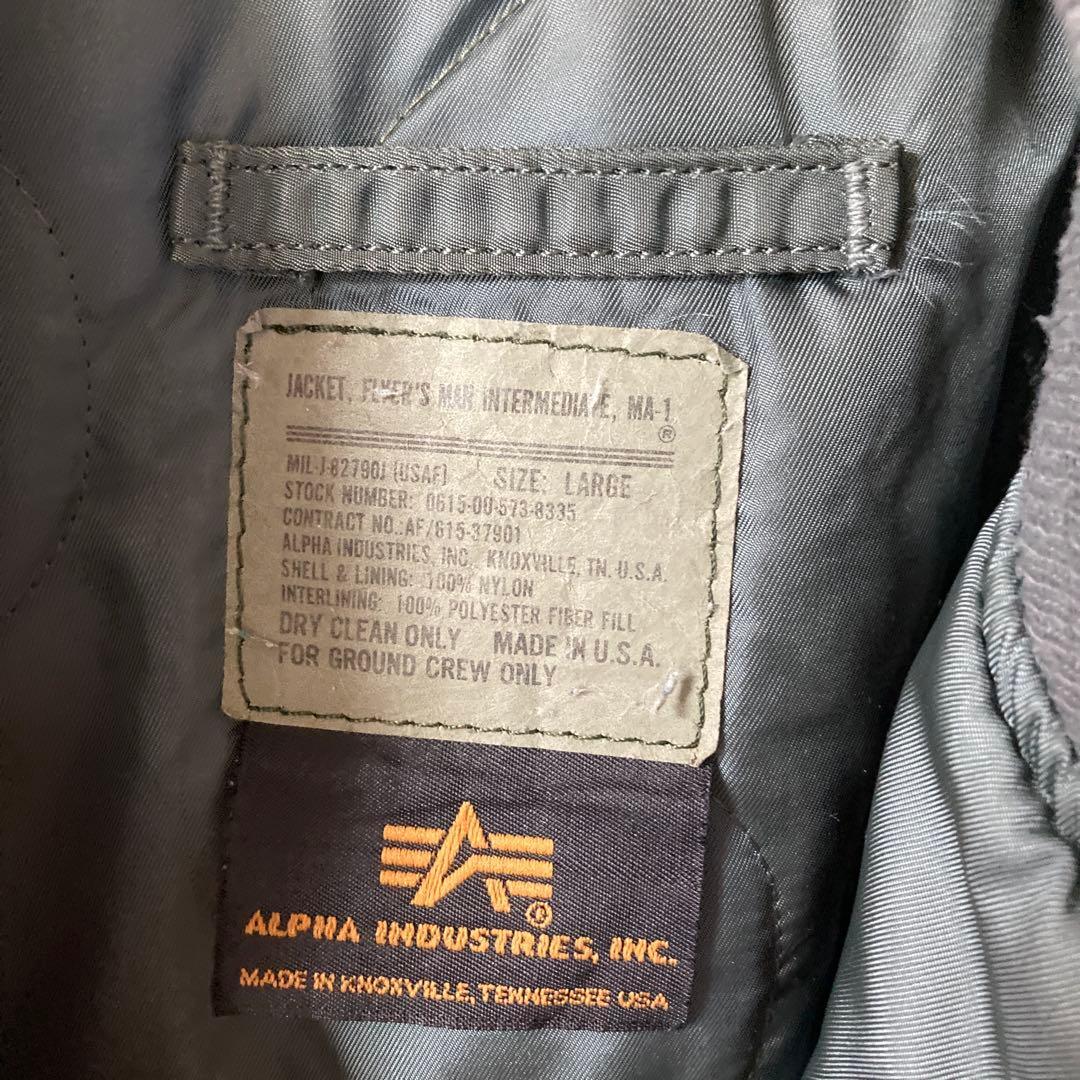 JACKET, FLYER'S MAN INTERMEDIATE, MA-1
®
MIL-J-82790J (USAF) SIZE: LARGE
STOCK NUMBER: 0615-00-573-8335
CONTRACT NO.: AF/815-37901
ALPHA INDUSTRIES, INC. KNOXVILLE, TN. U.S.A.
SHELL & LINING: 100% NYLON
INTERLINING: 100% POLYESTER FIBER FILL
DRY CLEAN ONLY MADE IN U.S.A.
FOR GROUND CREW ONLY
®
ALPHA INDUSTRIES, INC.
MADE IN KNOXVILLE, TENNESSEE USA